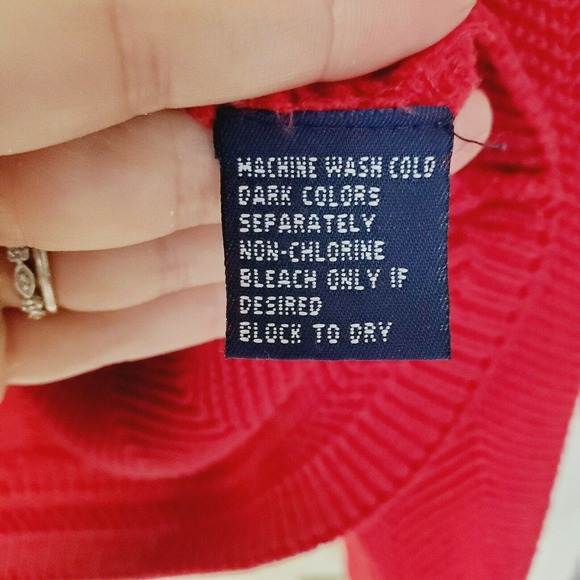 MACHINE WASH COLD
DARK COLORS
SEPARATELY
NON-CHLORINE
BLEACH ONLY IF
DESIRED
BLOCK TO DRY